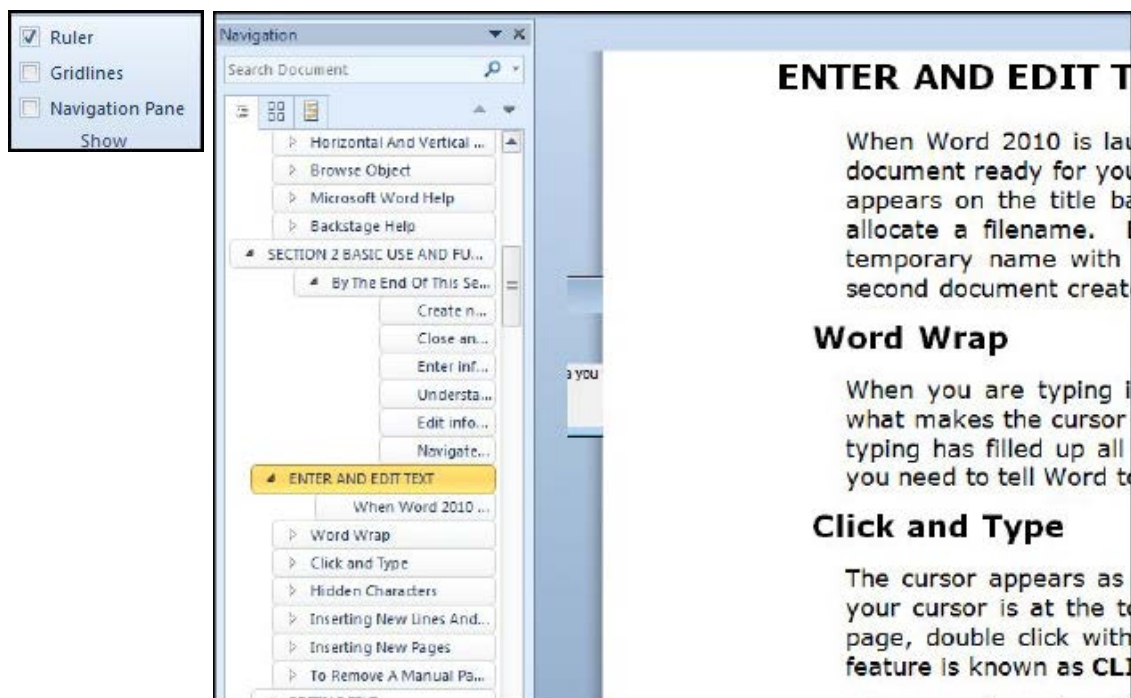 Ruler
Gridlines
Navigation Pane
Show
Navigation
Search Document
Horizontal And Vertical ...
Browse Object
Microsoft Word Help
Backstage Help
SECTION 2 BASIC USE AND FU...
By The End Of This Se...
Create n...
Close an...
Enter inf...
Understa...
Edit info...
Navigate...
ENTER AND EDIT TEXT
When Word 2010 ...
Word Wrap
Click and Type
Hidden Characters
Inserting New Lines And...
Inserting New Pages
To Remove A Manual Pa...
a you
ENTER AND EDIT T
When Word 2010 is lau
document ready for you
appears on the title ba
allocate a filename.
temporary name with
second document creat
Word Wrap
When you are typing i
what makes the cursor
typing has filled up all
you need to tell Word to
Click and Type
The cursor appears as
your cursor is at the to
page, double click with
feature is known as CLI